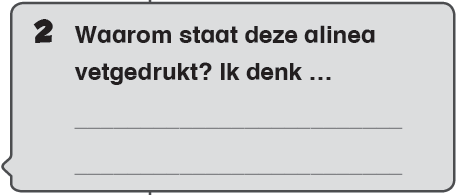 2 Waarom staat deze alinea
vetgedrukt? Ik denk ...